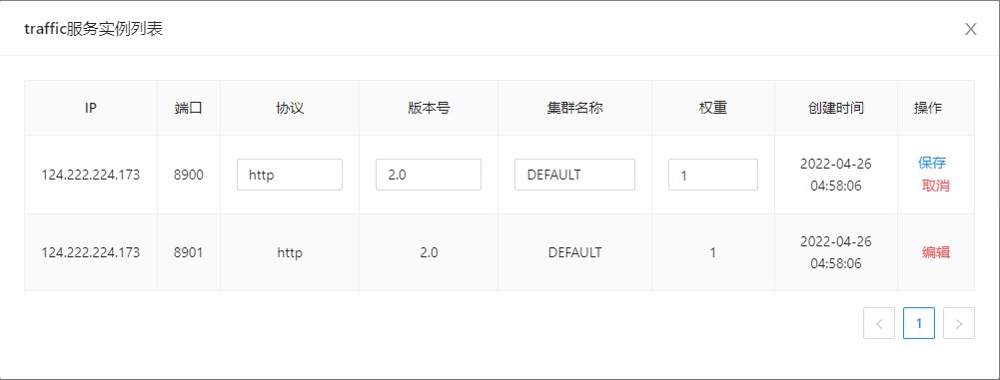 traffic服务实例列表
X
IP 端口 协议 版本号 集群名称 权重 创建时间 操作
124.222.224.173 8900 http 2.0 DEFAULT 1 2022-04-26 04:58:06 保存 取消
124.222.224.173 8901 http 2.0 DEFAULT 1 2022-04-26 04:58:06 编辑
< 1 >